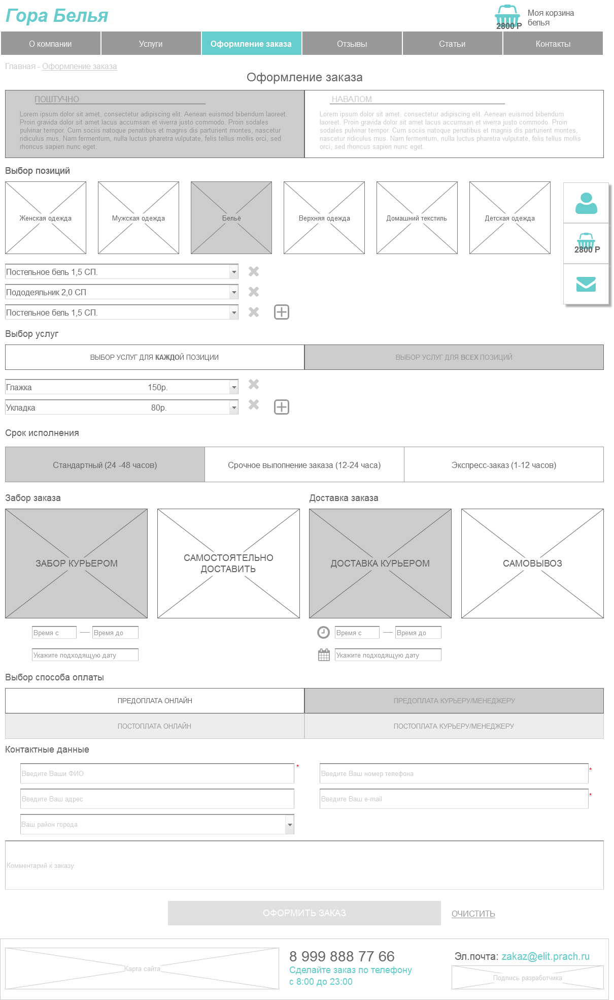 Гора Белья
Моя корзина
белья
2800 Р
О компании
Услуги
Оформление заказа
Отзывы
Статьи
Контакты
Главная - Оформление заказа
Оформление заказа
ПОШТУЧНО
Lorem ipsum dolor sit amet, consectetur adipiscing elit. Aenean euismod bibendum laoreet.
Proin gravida dolor sit amet lacus accumsan et viverra justo commodo. Proin sodales
pulvinar tempor. Cum sociis natoque penatibus et magnis dis parturient montes, nascetur
ridiculus mus. Nam fermentum, nulla luctus pharetra vulputate, felis tellus mollis orci, sed
rhoncus sapien nunc eget.
НАВАЛОМ
Lorem ipsum dolor sit amet, consectetur adipiscing elit. Aenean euismod bibendum
laoreet. Proin gravida dolor sit amet lacus accumsan et viverra justo commodo. Proin
sodales pulvinar tempor. Cum sociis natoque penatibus et magnis dis parturient montes,
nascetur ridiculus mus. Nam fermentum, nulla luctus pharetra vulputate, felis tellus mollis
orci, sed rhoncus sapien nunc eget.
Выбор позиций
Женская одежда
Мужская одежда
Бельё
Верхняя одежда
Домашний текстиль
Детская одежда
2800 Р
Постельное бель 1,5 СП.
Пододеяльник 2,0 СП
Постельное бель 1,5 СП.
Выбор услуг
ВЫБОР УСЛУГ ДЛЯ КАЖДОЙ ПОЗИЦИИ
ВЫБОР УСЛУГ ДЛЯ ВСЕХ ПОЗИЦИЙ
Глажка 150р.
Укладка 80р.
Срок исполнения
Стандартный (24 -48 часов)
Срочное выполнение заказа (12-24 часа)
Экспресс-заказ (1-12 часов)
Забор заказа
Доставка заказа
ЗАБОР КУРЬЕРОМ
САМОСТОЯТЕЛЬНО
ДОСТАВИТЬ
ДОСТАВКА КУРЬЕРОМ
САМОВЫВОЗ
Время с — Время до
Время с — Время до
Укажите подходящую дату
Укажите подходящую дату
Выбор способа оплаты
ПРЕДОПЛАТА ОНЛАЙН
ПРЕДОПЛАТА КУРЬЕРУ/МЕНЕДЖЕРУ
ПОСТОПЛАТА ОНЛАЙН
ПОСТОПЛАТА КУРЬЕРУ/МЕНЕДЖЕРУ
Контактные данные
Введите Ваши ФИО *
Введите Ваш номер телефона *
Введите Ваш адрес
Введите Ваш e-mail *
Ваш район города
Комментарий к заказу.
ОФОРМИТЬ ЗАКАЗ
ОЧИСТИТЬ
Карта сайта
8 999 888 77 66
Сделайте заказ по телефону
с 8:00 до 23:00
Эл.почта: zakaz@elit.prach.ru
Подпись разработчика